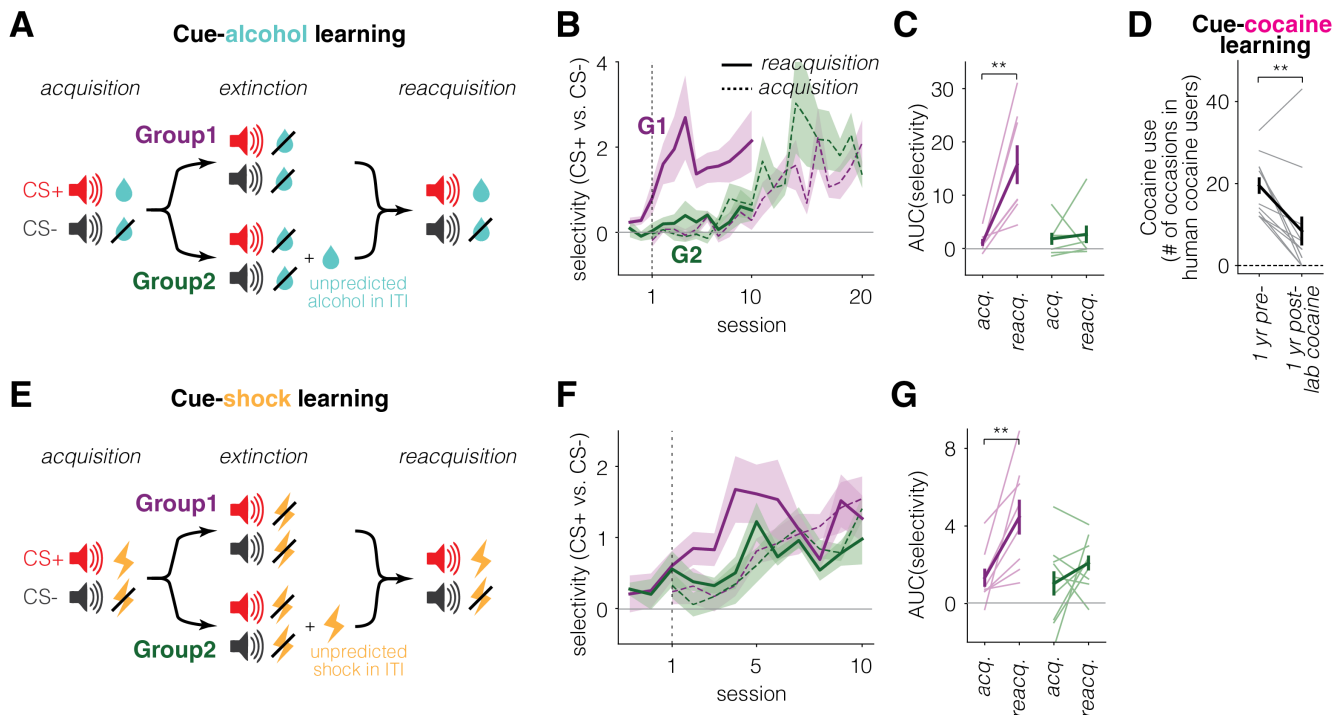 A
Cue-alcohol learning
acquisition
extinction
reacquisition
Group1
CS+
CS-
Group2
+
unpredicted
alcohol in ITI
B
selectivity (CS+ vs. CS-)
4
2
0
reacquisition
acquisition
G1
G2
1
10
20
session
C
AUC(selectivity)
30
20
10
0
**
acq.
reacq.
acq.
reacq.
D
Cue-cocaine
learning
Cocaine use
(# of occasions in
human cocaine users)
40
20
0
**
1 yr pre-
1 yr post-
lab cocaine
E
Cue-shock learning
acquisition
extinction
reacquisition
Group1
CS+
CS-
Group2
+
unpredicted
shock in ITI
F
selectivity (CS+ vs. CS-)
2
1
0
1
5
10
session
G
AUC(selectivity)
8
4
0
**
acq.
reacq.
acq.
reacq.